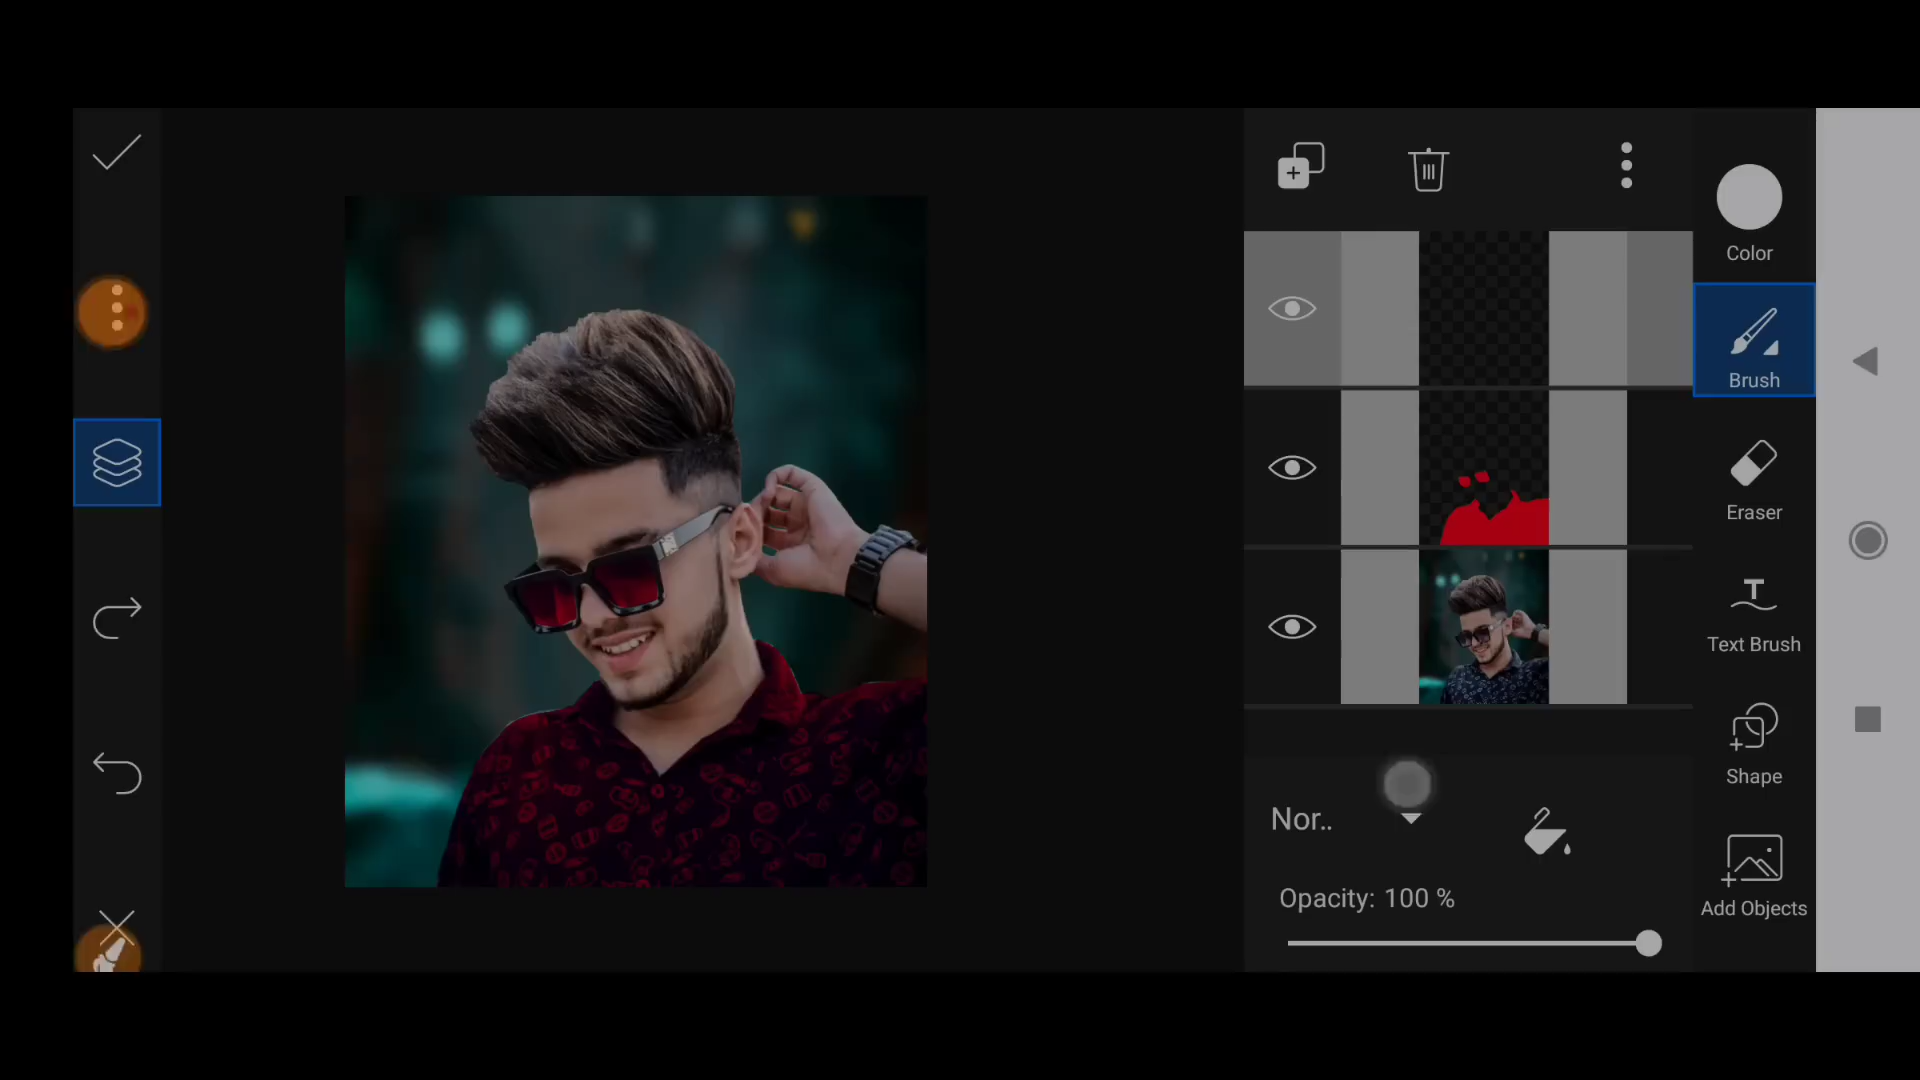 Color
Brush
Eraser
Text Brush
Shape
Add Objects
Nor..
Opacity: 100 %